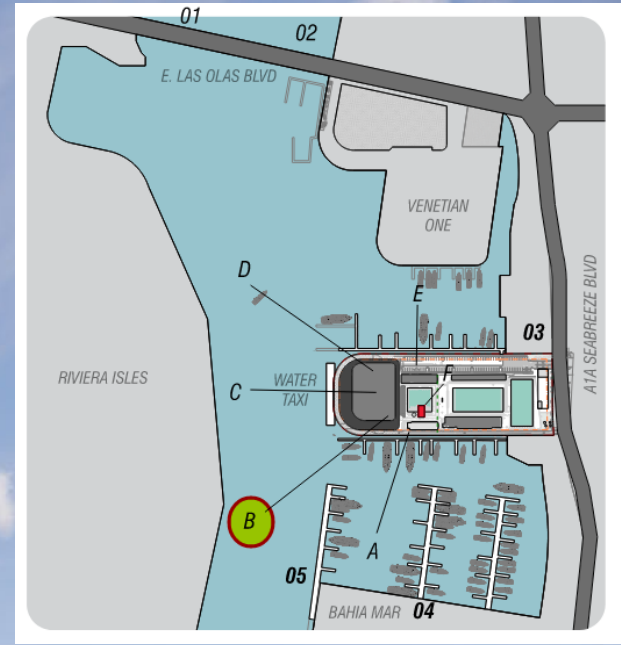 01
02
E. LAS OLAS BLVD
VENETIAN
ONE
A1A SEABREEZE BLVD
D
E
03
RIVIERA ISLES
C
WATER
TAXI
F
B
A
05
BAHIA MAR
04